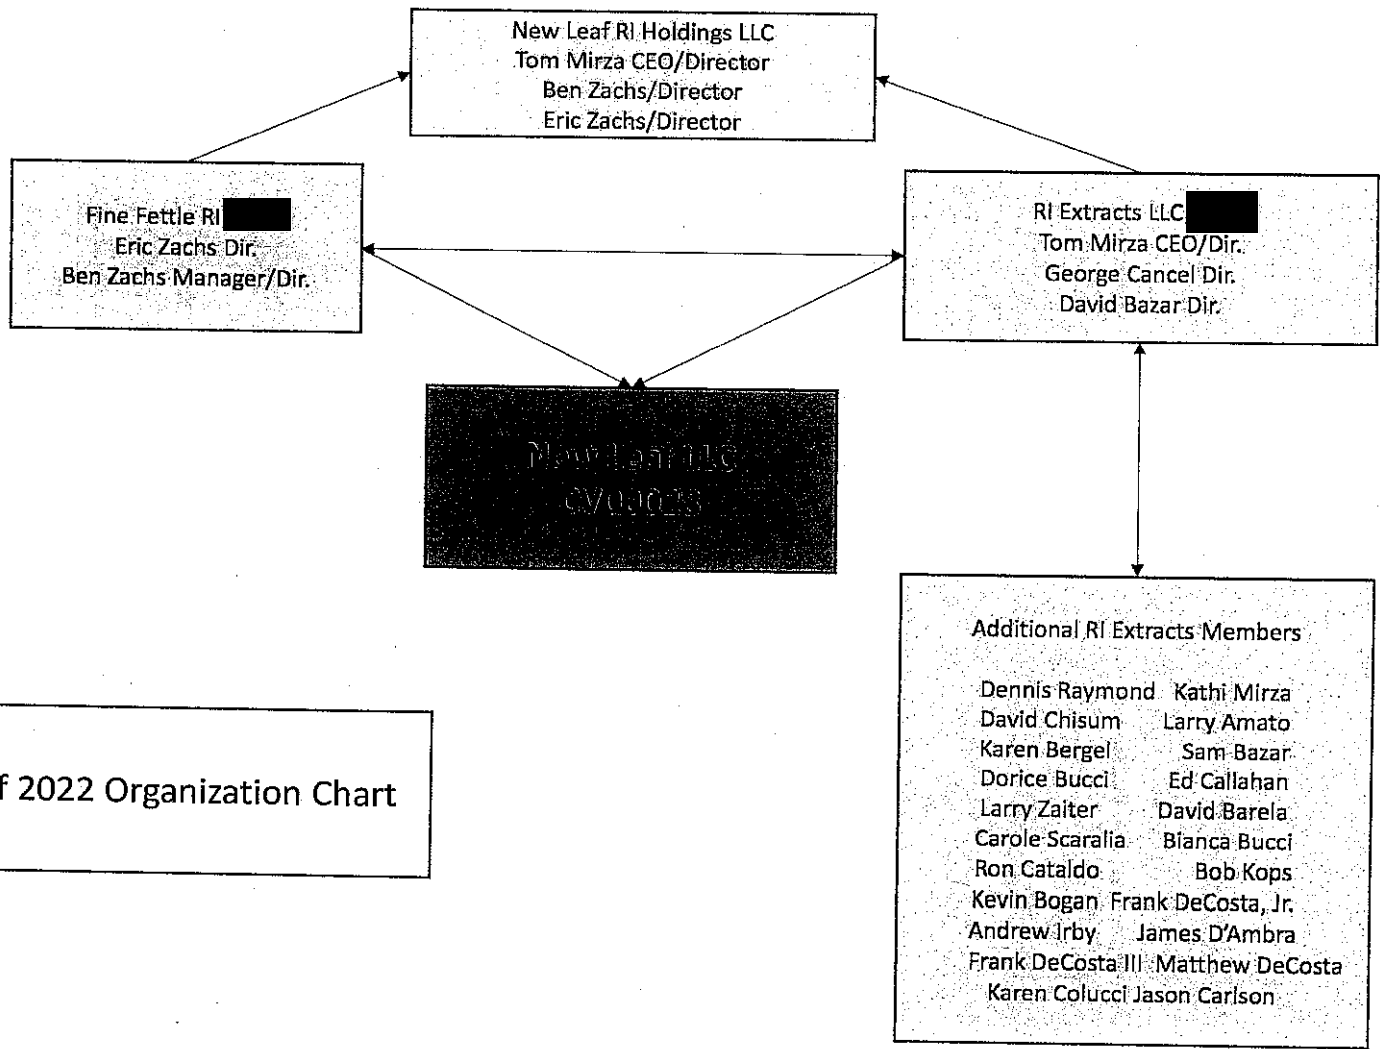 New Leaf RI Holdings LLC
Tom Mirza CEO/Director
Ben Zachs/Director
Eric Zachs/Director
Fine Fettle RI
Eric Zachs Dir.
Ben Zachs Manager/Dir.
RI Extracts LLC
Tom Mirza CEO/Dir.
George Cancel Dir.
David Bazar Dir.
New Leaf LLC
Additional RI Extracts Members
Dennis Raymond Kathi Mirza
David Chisum Larry Amato
Karen Bergel Sam Bazar
Dorice Bucci Ed Callahan
Larry Zaiter David Barela
Carole Scaralia Bianca Bucci
Ron Cataldo Bob Kops
Kevin Bogan Frank DeCosta, Jr.
Andrew Irby James D'Ambra
Frank DeCosta III Matthew DeCosta
Karen Colucci Jason Carlson
f 2022 Organization Chart